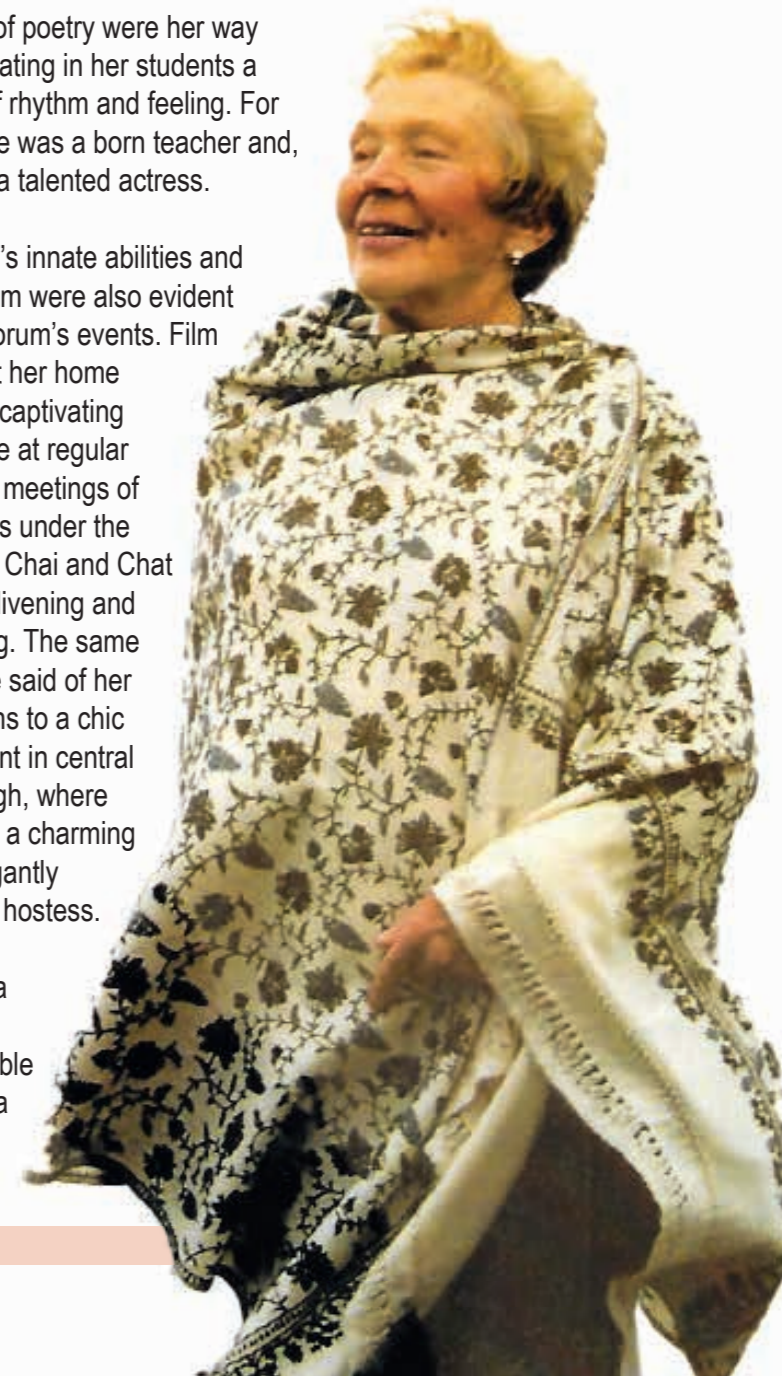 of poetry were her way
ating in her students a
f rhythm and feeling. For
e was a born teacher and,
a talented actress.
's innate abilities and
m were also evident
orum's events. Film
t her home
captivating
e at regular
meetings of
s under the
Chai and Chat
livening and
g. The same
e said of her
ns to a chic
nt in central
gh, where
a charming
gantly
hostess.
a
ble
a